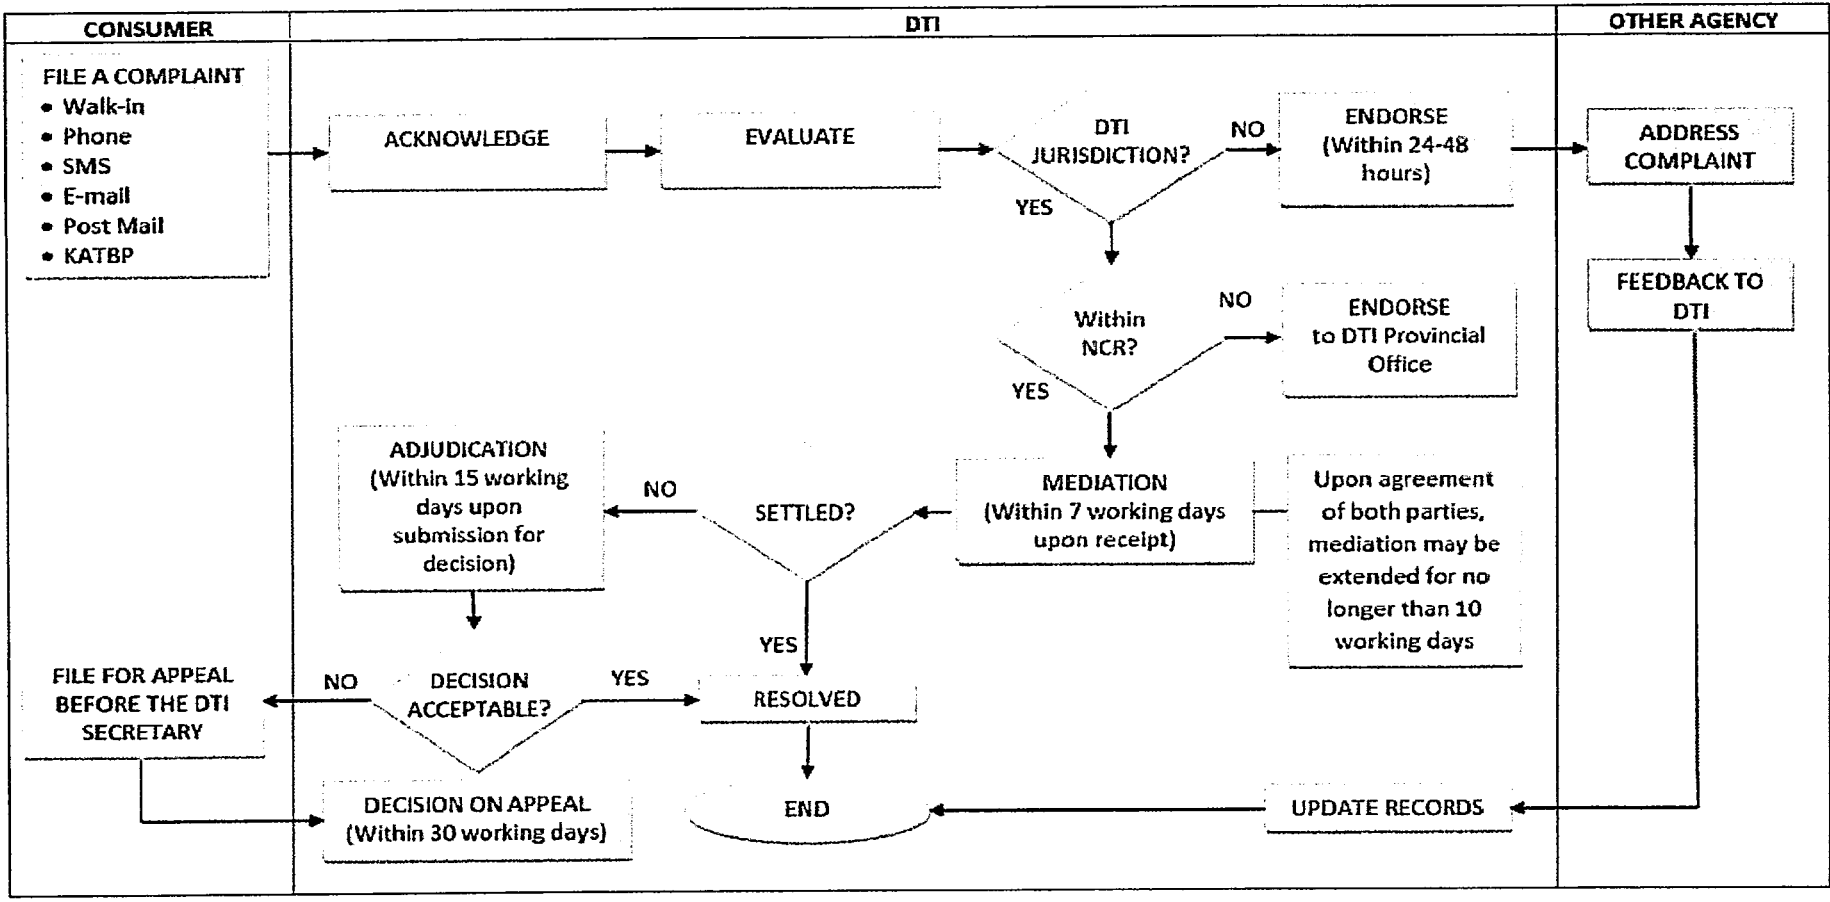 CONSUMER
DTI
OTHER AGENCY
FILE A COMPLAINT
• Walk-in
• Phone
• SMS
• E-mail
• Post Mail
• KATBP
ACKNOWLEDGE
EVALUATE
DTI
JURISDICTION?
NO
YES
ENDORSE
(Within 24-48
hours)
ADDRESS
COMPLAINT
FEEDBACK TO
DTI
Within
NCR?
NO
YES
ENDORSE
to DTI Provincial
Office
MEDIATION
(Within 7 working days
upon receipt)
Upon agreement
of both parties,
mediation may be
extended for no
longer than 10
working days
SETTLED?
NO
YES
ADJUDICATION
(Within 15 working
days upon
submission for
decision)
DECISION
ACCEPTABLE?
NO
YES
RESOLVED
FILE FOR APPEAL
BEFORE THE DTI
SECRETARY
DECISION ON APPEAL
(Within 30 working days)
END
UPDATE RECORDS